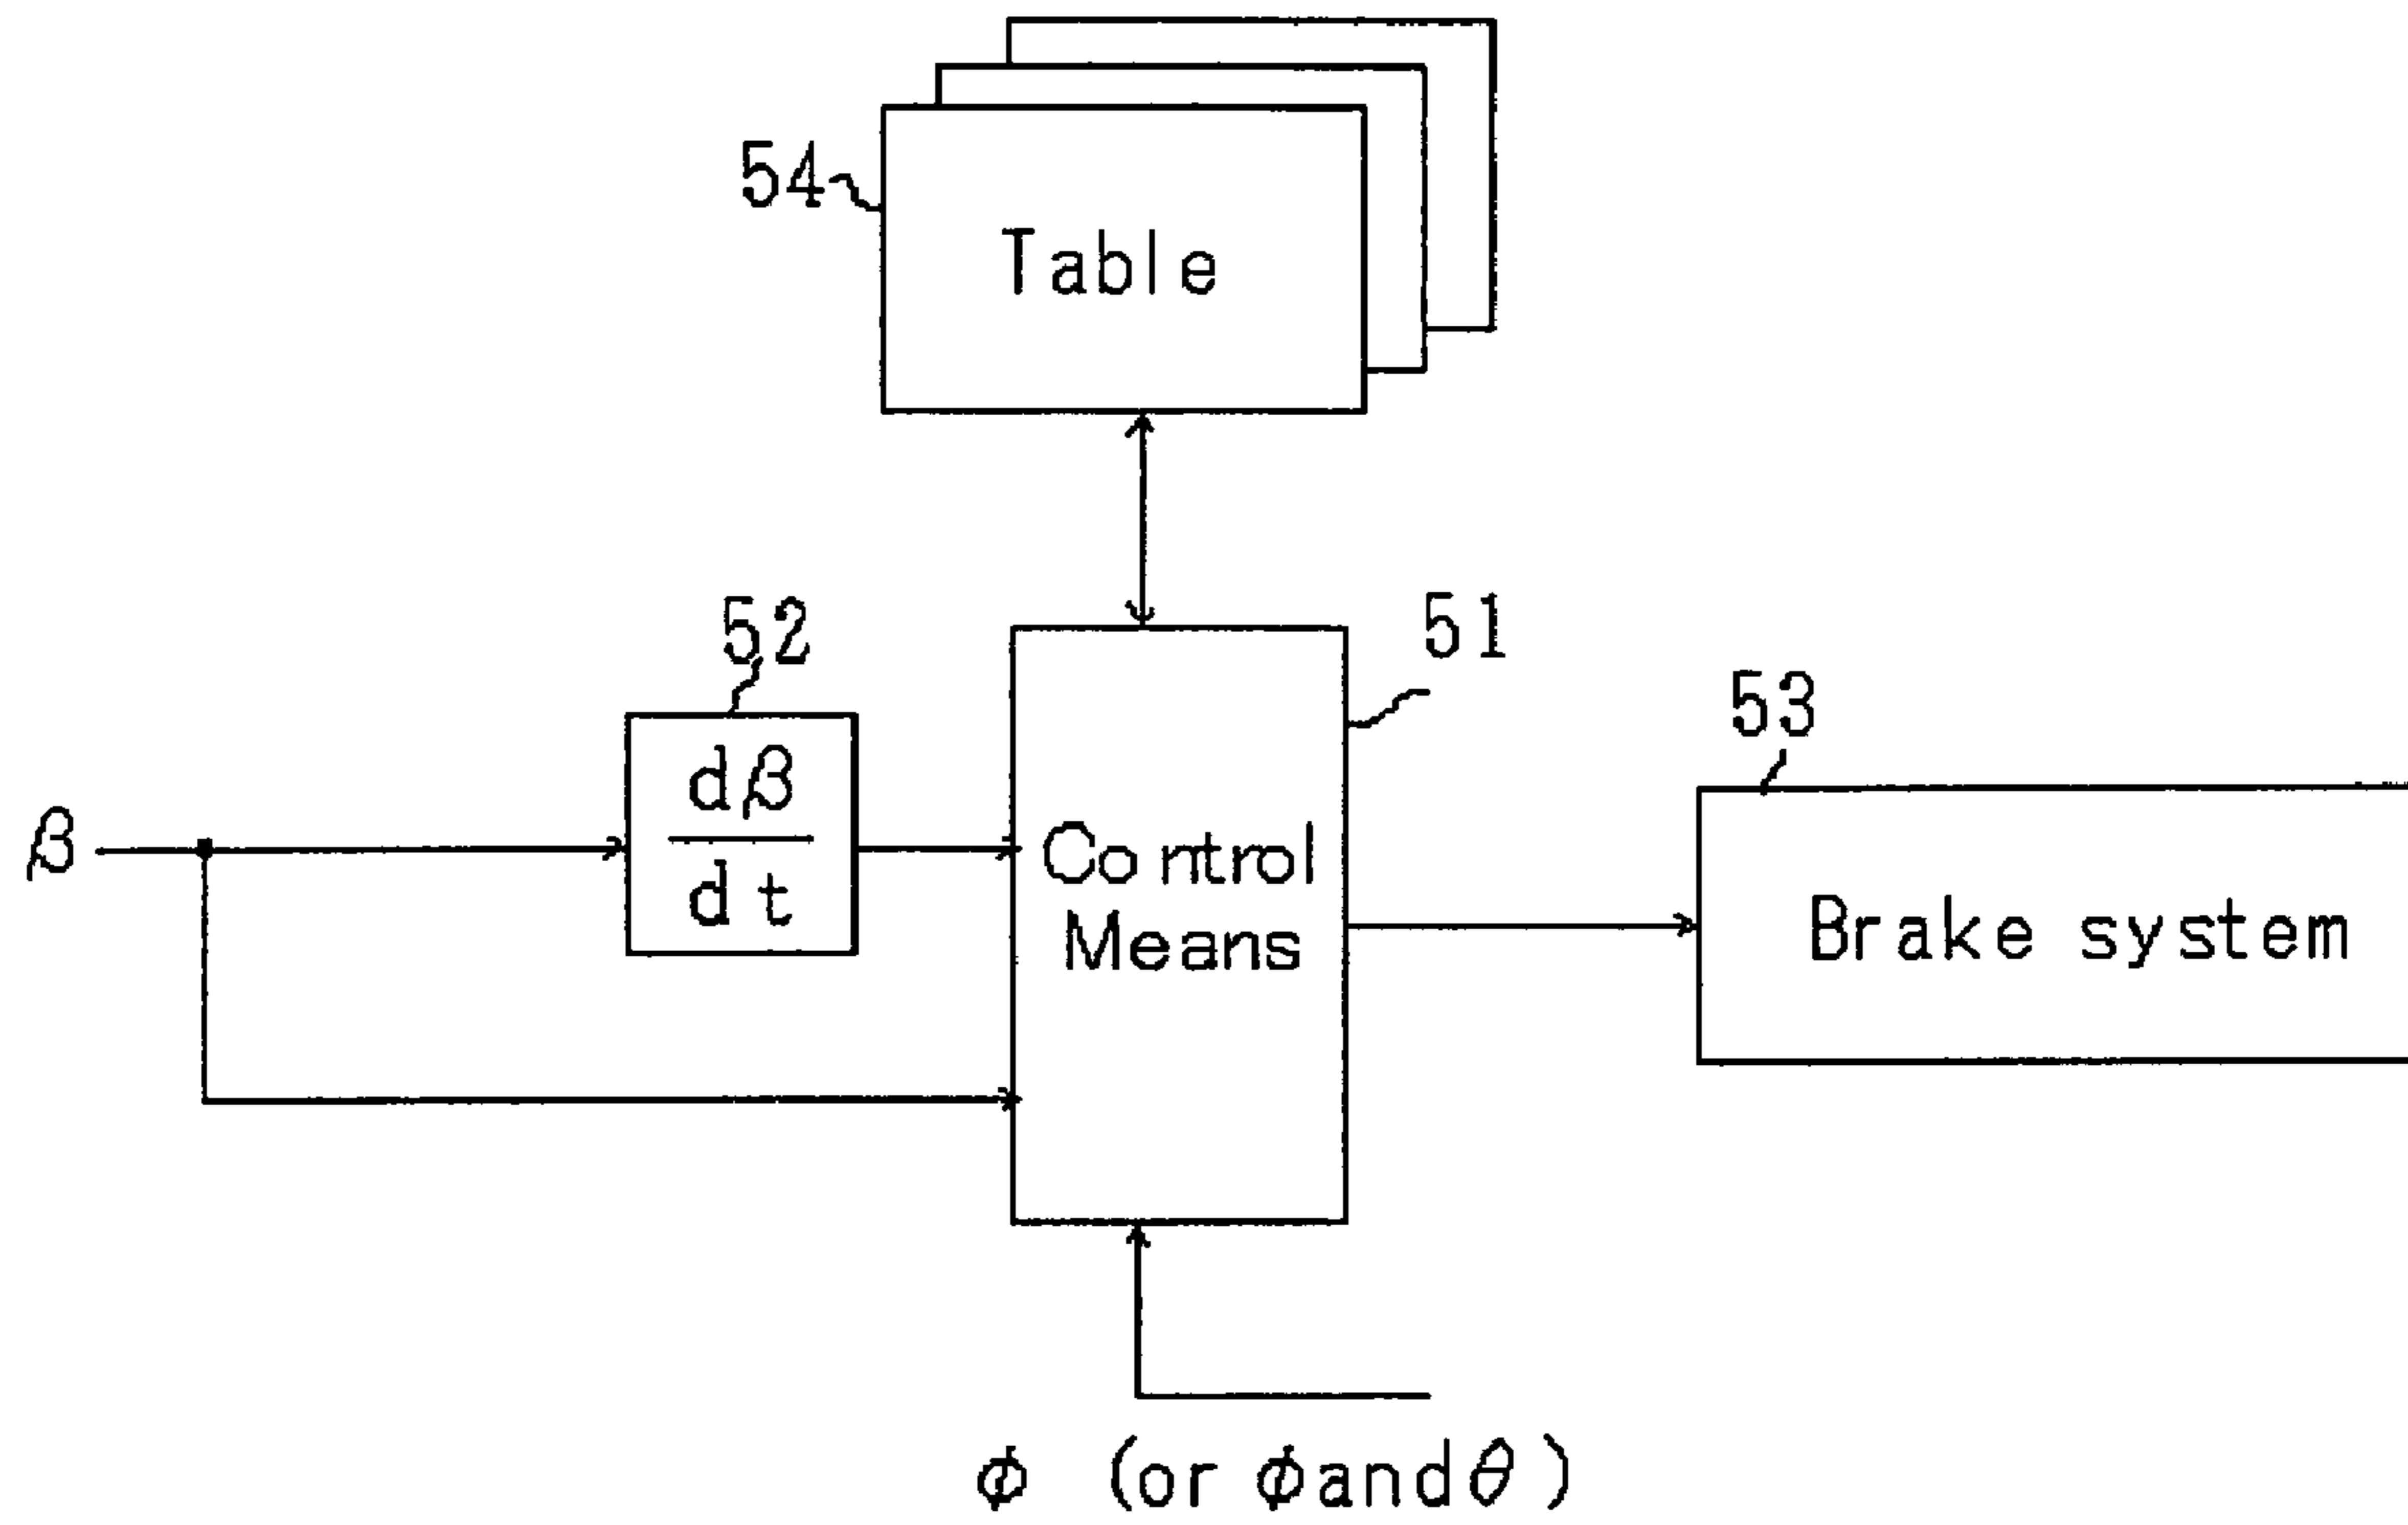 54
Table
52
51
53
dβ
dt
β
Control
Means
Brake system
φ (or φ and θ)